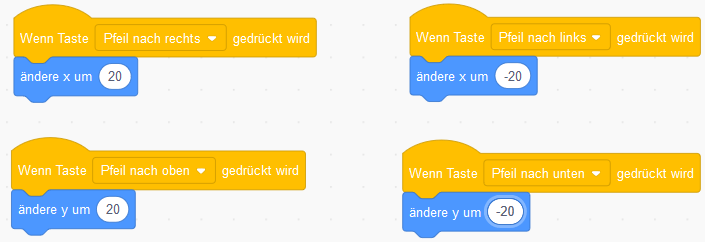 Wenn Taste Pfeil nach rechts gedrückt wird
ändere x um 20
Wenn Taste Pfeil nach links gedrückt wird
ändere x um -20
Wenn Taste Pfeil nach oben gedrückt wird
ändere y um 20
Wenn Taste Pfeil nach unten gedrückt wird
ändere y um -20